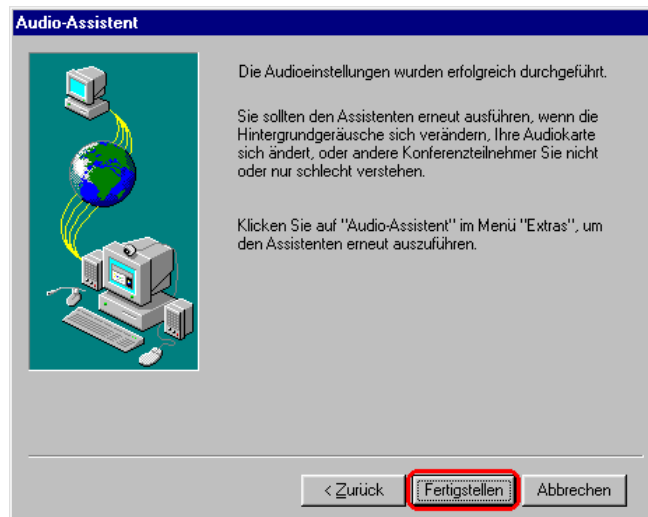 Audio-Assistent
Die Audioeinstellungen wurden erfolgreich durchgeführt.
Sie sollten den Assistenten erneut ausführen, wenn die
Hintergrundgeräusche sich verändern, Ihre Audiokarte
sich ändert, oder andere Konferenzteilnehmer Sie nicht
oder nur schlecht verstehen.
Klicken Sie auf "Audio-Assistent" im Menü "Extras", um
den Assistenten erneut auszuführen.
< Zurück Fertigstellen Abbrechen